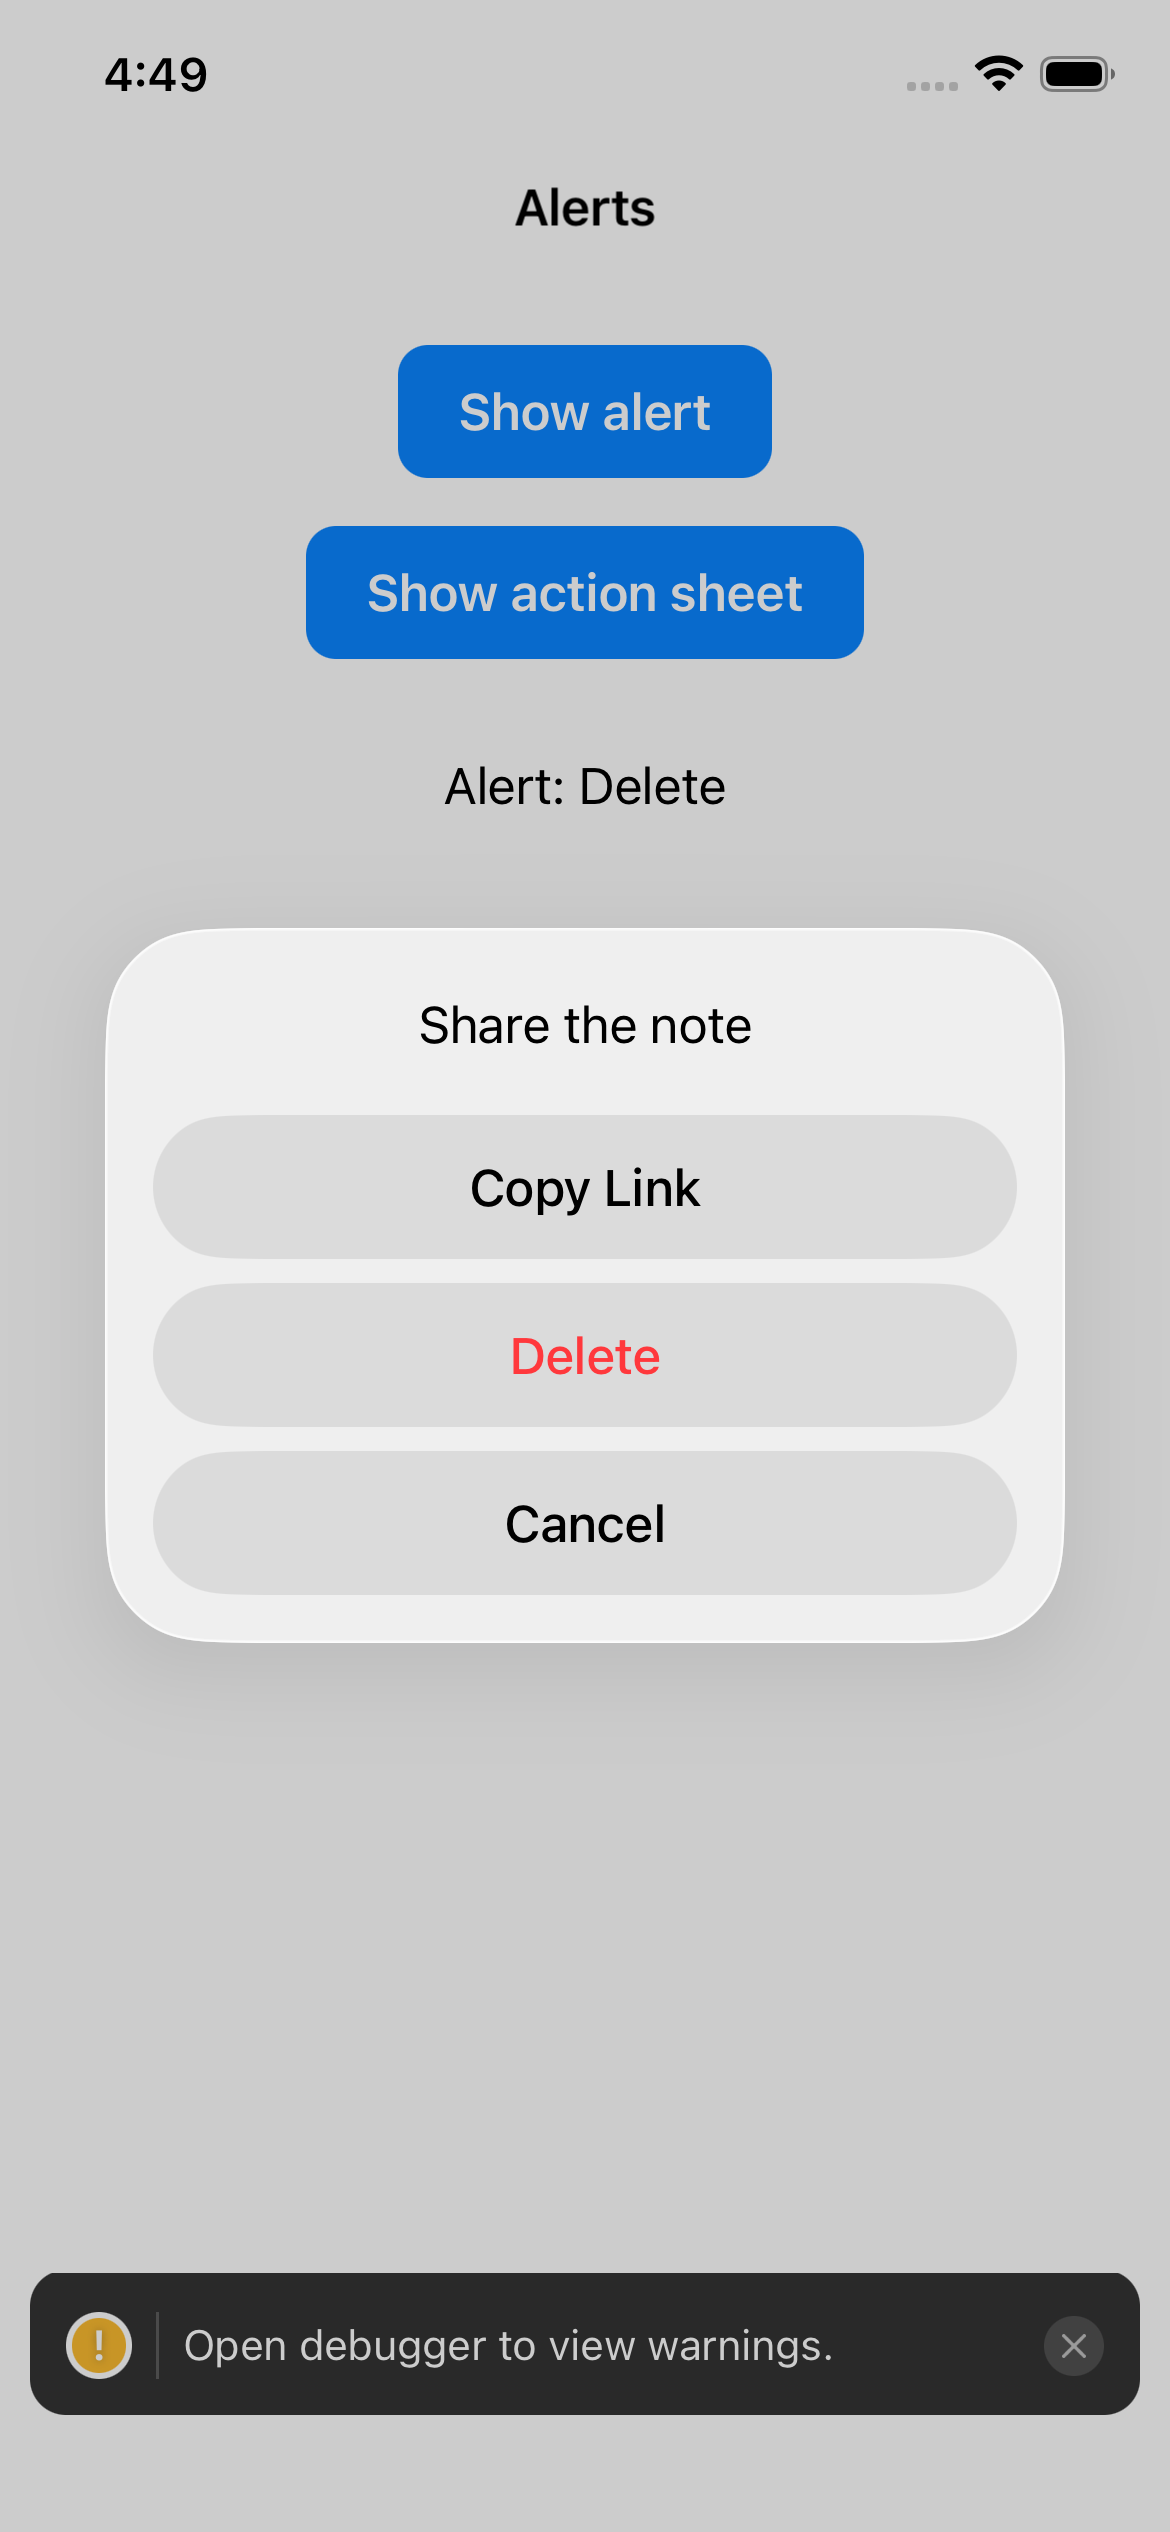 4:49
Alerts
Show alert
Show action sheet
Alert: Delete
Share the note
Copy Link
Delete
Cancel
Open debugger to view warnings.